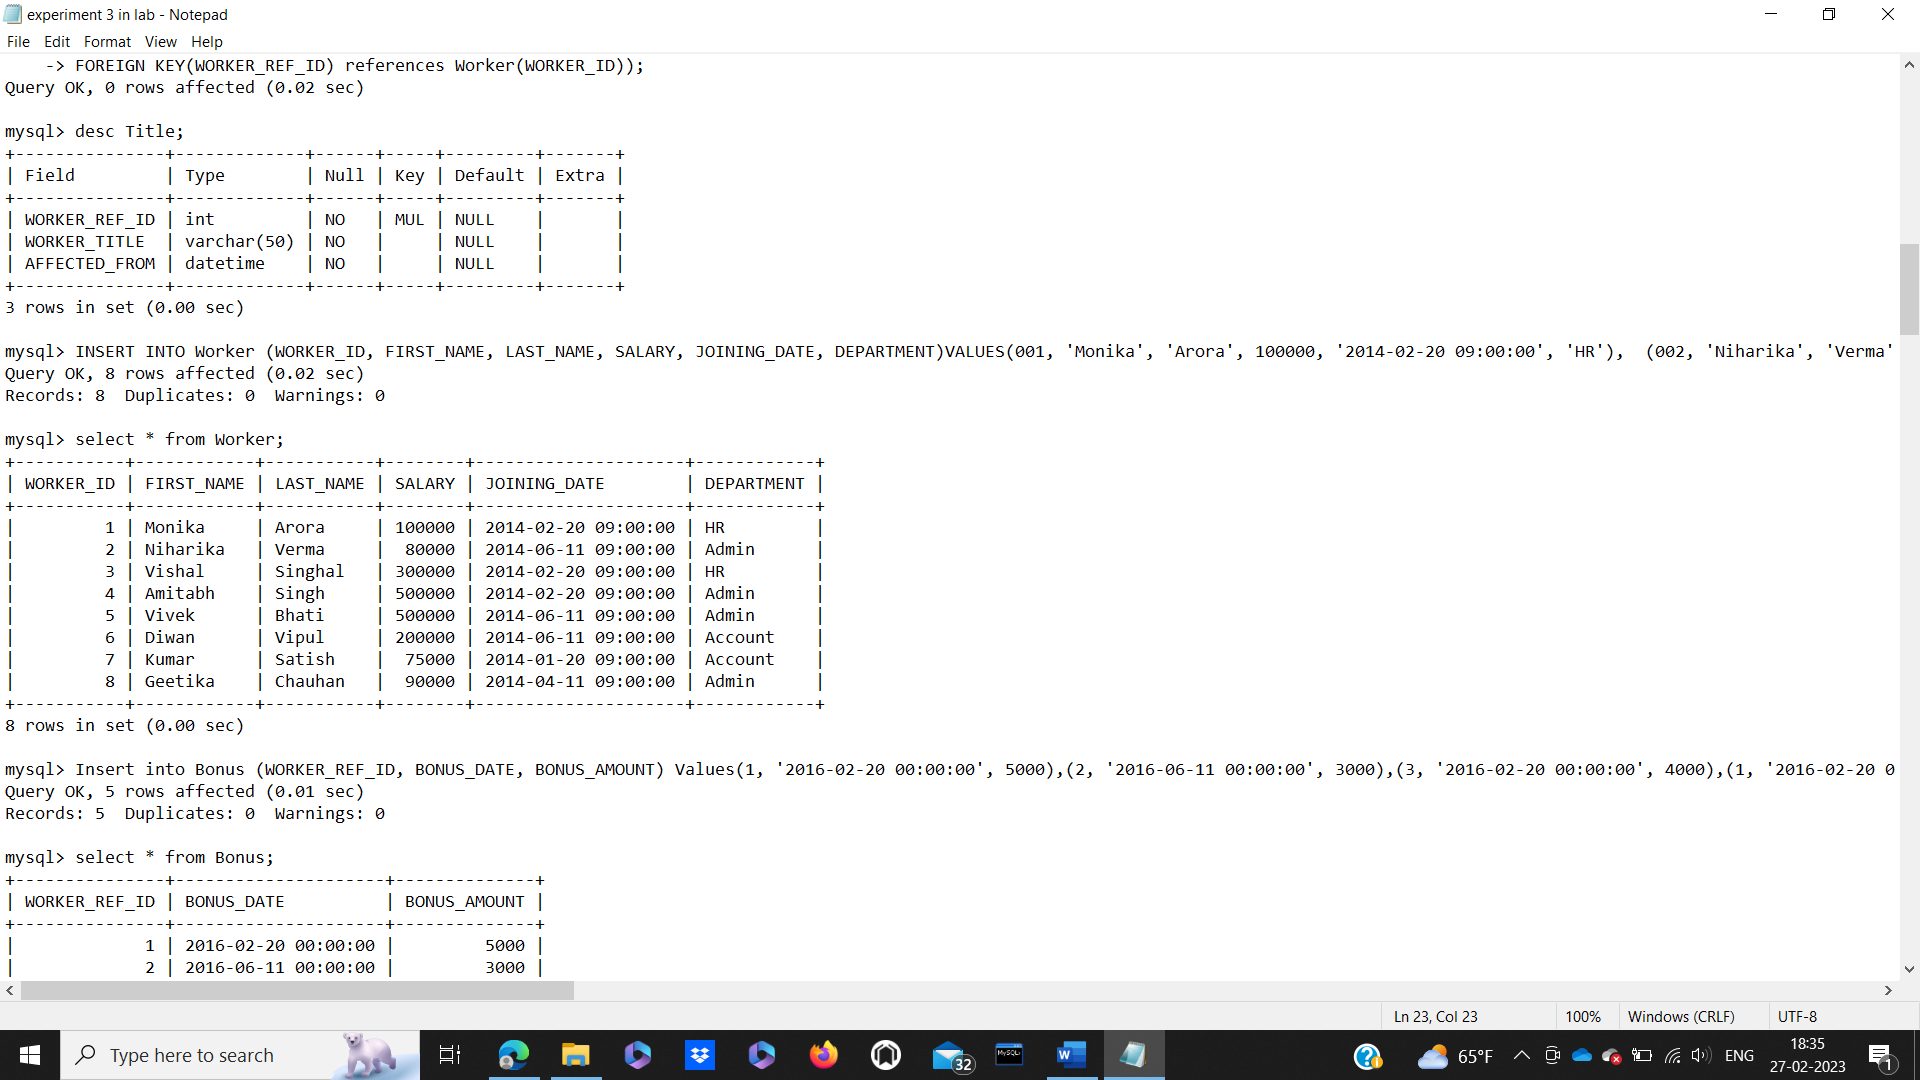 experiment 3 in lab - Notepad
File Edit Format View Help
    -> FOREIGN KEY(WORKER_REF_ID) references Worker(WORKER_ID));
Query OK, 0 rows affected (0.02 sec)
mysql> desc Title;
+---------------+-------------+------+-----+---------+-------+
| Field         | Type        | Null | Key | Default | Extra |
+---------------+-------------+------+-----+---------+-------+
| WORKER_REF_ID | int         | NO   | MUL | NULL    |       |
| WORKER_TITLE  | varchar(50) | NO   |     | NULL    |       |
| AFFECTED_FROM | datetime    | NO   |     | NULL    |       |
+---------------+-------------+------+-----+---------+-------+
3 rows in set (0.00 sec)
mysql> INSERT INTO Worker (WORKER_ID, FIRST_NAME, LAST_NAME, SALARY, JOINING_DATE, DEPARTMENT)VALUES(001, 'Monika', 'Arora', 100000, '2014-02-20 09:00:00', 'HR'),  (002, 'Niharika', 'Verma'
Query OK, 8 rows affected (0.02 sec)
Records: 8  Duplicates: 0  Warnings: 0
mysql> select * from Worker;
+-----------+------------+-----------+--------+---------------------+------------+
| WORKER_ID | FIRST_NAME | LAST_NAME | SALARY | JOINING_DATE        | DEPARTMENT |
+-----------+------------+-----------+--------+---------------------+------------+
|         1 | Monika     | Arora     | 100000 | 2014-02-20 09:00:00 | HR         |
|         2 | Niharika   | Verma     |  80000 | 2014-06-11 09:00:00 | Admin      |
|         3 | Vishal     | Singhal   | 300000 | 2014-02-20 09:00:00 | HR         |
|         4 | Amitabh    | Singh     | 500000 | 2014-02-20 09:00:00 | Admin      |
|         5 | Vivek      | Bhati     | 500000 | 2014-06-11 09:00:00 | Admin      |
|         6 | Diwan      | Vipul     | 200000 | 2014-06-11 09:00:00 | Account    |
|         7 | Kumar      | Satish    |  75000 | 2014-01-20 09:00:00 | Account    |
|         8 | Geetika    | Chauhan   |  90000 | 2014-04-11 09:00:00 | Admin      |
+-----------+------------+-----------+--------+---------------------+------------+
8 rows in set (0.00 sec)
mysql> Insert into Bonus (WORKER_REF_ID, BONUS_DATE, BONUS_AMOUNT) Values(1, '2016-02-20 00:00:00', 5000),(2, '2016-06-11 00:00:00', 3000),(3, '2016-02-20 00:00:00', 4000),(1, '2016-02-20 0
Query OK, 5 rows affected (0.01 sec)
Records: 5  Duplicates: 0  Warnings: 0
mysql> select * from Bonus;
+---------------+---------------------+--------------+
| WORKER_REF_ID | BONUS_DATE          | BONUS_AMOUNT |
+---------------+---------------------+--------------+
|             1 | 2016-02-20 00:00:00 |         5000 |
|             2 | 2016-06-11 00:00:00 |         3000 |
Ln 23, Col 23 100% Windows (CRLF) UTF-8
Type here to search 32 MySQL 65°F ENG 18:35
27-02-2023 1